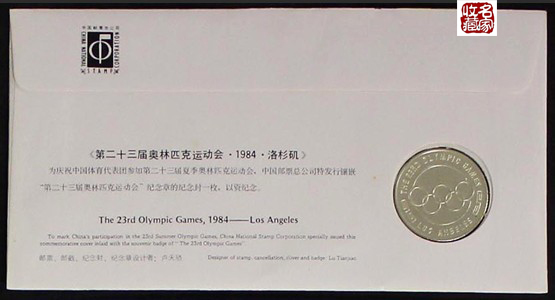 收名
藏家
中国邮票总公司
CHINA NATIONAL
STAMP
CORPORATION
《第二十三届奥林匹克运动会·1984·洛杉矶》
为庆祝中国体育代表团参加第二十三届夏季奥林匹克运动会、中国邮票总公司特发行镶嵌
“第二十三届奥林匹克运动会”纪念章的纪念封一枚，以资纪念。
The 23rd Olympic Games, 1984——Los Angeles
To mark China's participation in the 23rd Summer Olympic Games, China National Stamp Corporation specially issued this
commemorative cover inlaid with the souvenir badge of "The 23rd Olympic Games"
邮票、邮戳、纪念封、纪念章设计者：卢天骄
Designer of stamp, cancellation, cover and badge: Lu Tianjiao
THE 23RD OLYMPIC GAMES